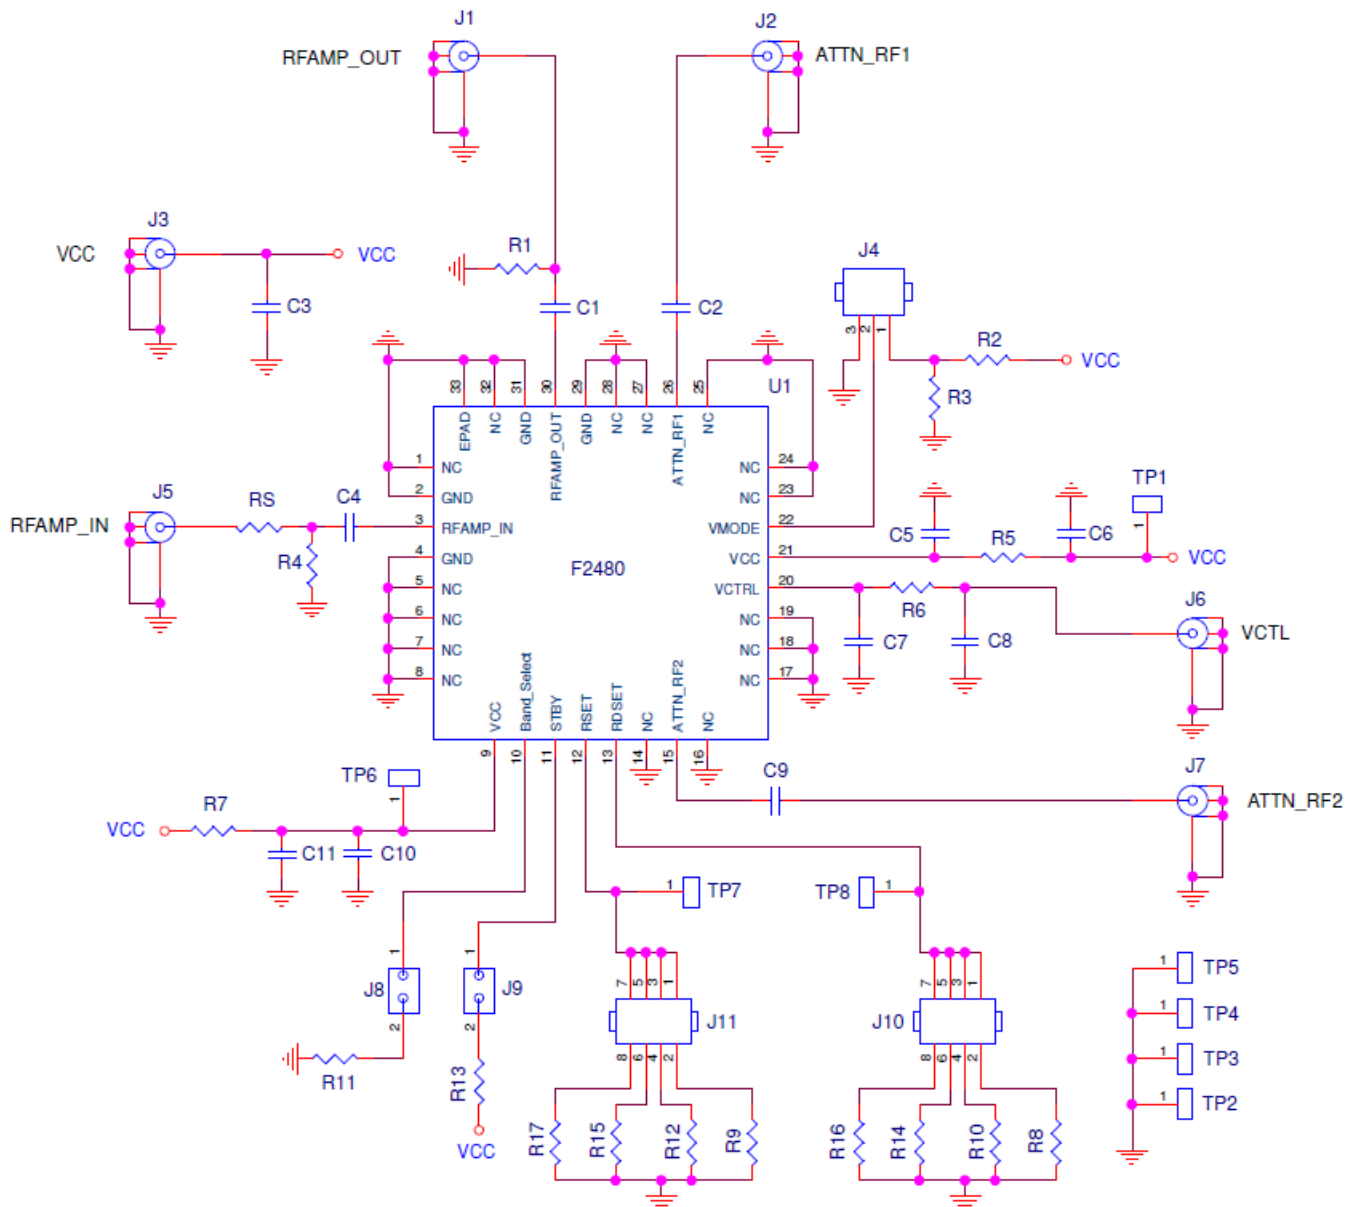 J1
J2
RFAMP_OUT
ATTN_RF1
J3
VCC
VCC
C3
R1
C1
C2
J4
3
2
1
R2
VCC
R3
U1
33
32
31
30
29
28
27
26
25
EPAD
NC
GND
RFAMP_OUT
GND
NC
NC
ATTN_RF1
NC
1 NC
2 GND
3 RFAMP_IN
4 GND
5 NC
6 NC
7 NC
8 NC
NC 24
NC 23
VMODE 22
VCC 21
VCTRL 20
NC 19
NC 18
NC 17
F2480
J5
RFAMP_IN
RS
C4
R4
C5
R5
C6
TP1
1
VCC
R6
C7
C8
J6
VCTL
VCC
Band_Select
STBY
RSET
RDSET
NC
ATTN_RF2
NC
9
10
11
12
13
14
15
16
TP6
1
R7
VCC
C11
C10
C9
J7
ATTN_RF2
1 TP7
TP8 1
1
J8
2
R11
1
J9
2
R13
VCC
7
5
3
1
J11
8
6
4
2
R17
R15
R12
R9
7
5
3
1
J10
8
6
4
2
R16
R14
R10
R8
1 TP5
1 TP4
1 TP3
1 TP2